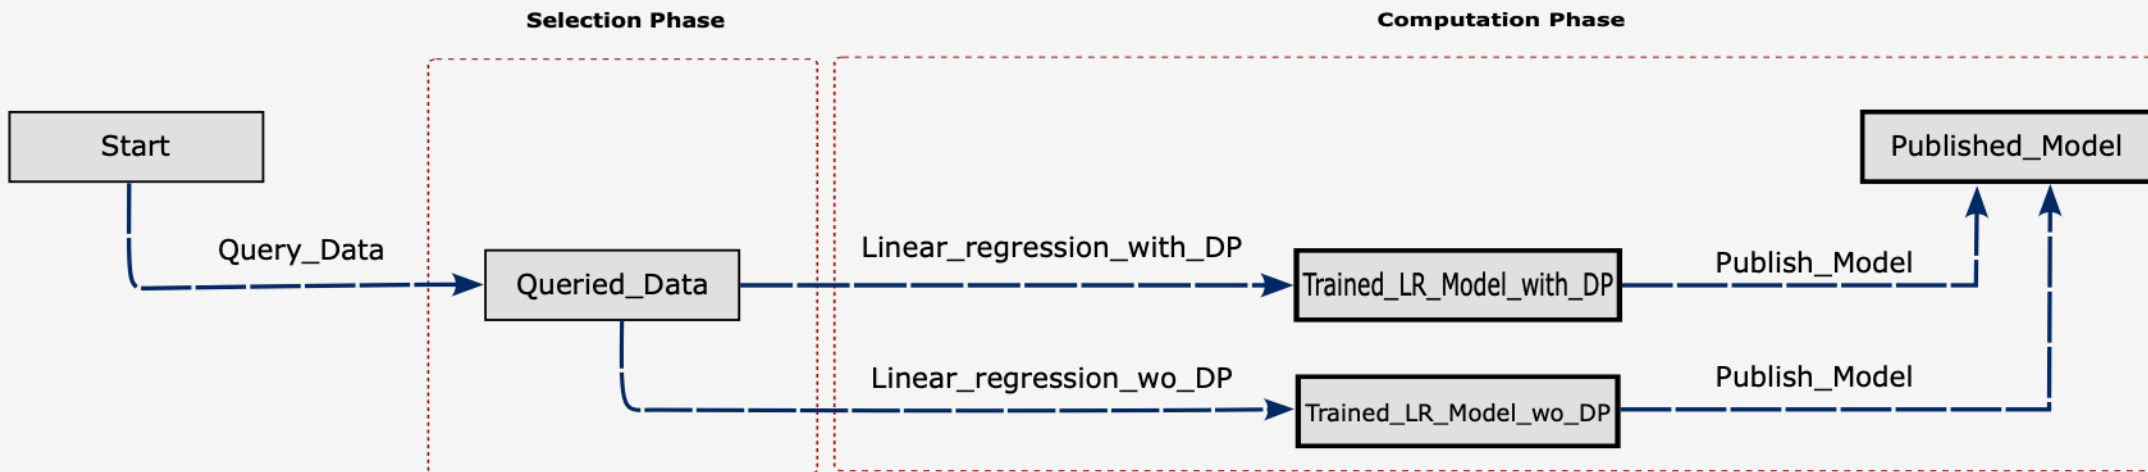 Selection Phase
Computation Phase
Start
Published_Model
Query_Data
Queried_Data
Linear_regression_with_DP
Trained_LR_Model_with_DP
Publish_Model
Linear_regression_wo_DP
Trained_LR_Model_wo_DP
Publish_Model